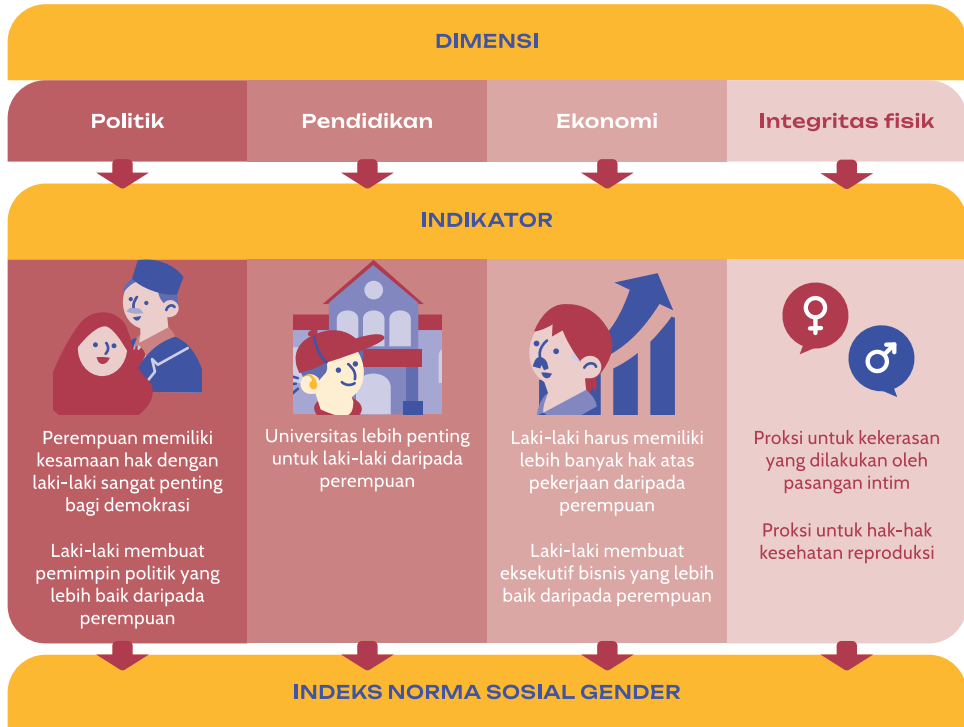 DIMENSI
Politik
Pendidikan
Ekonomi
Integritas fisik
INDIKATOR
Perempuan memiliki
kesamaan hak dengan
laki-laki sangat penting
bagi demokrasi
Laki-laki membuat
pemimpin politik yang
lebih baik daripada
perempuan
Universitas lebih penting
untuk laki-laki daripada
perempuan
Laki-laki harus memiliki
lebih banyak hak atas
pekerjaan daripada
perempuan
Laki-laki membuat
eksekutif bisnis yang lebih
baik daripada perempuan
Proksi untuk kekerasan
yang dilakukan oleh
pasangan intim
Proksi untuk hak-hak
kesehatan reproduksi
INDEKS NORMA SOSIAL GENDER